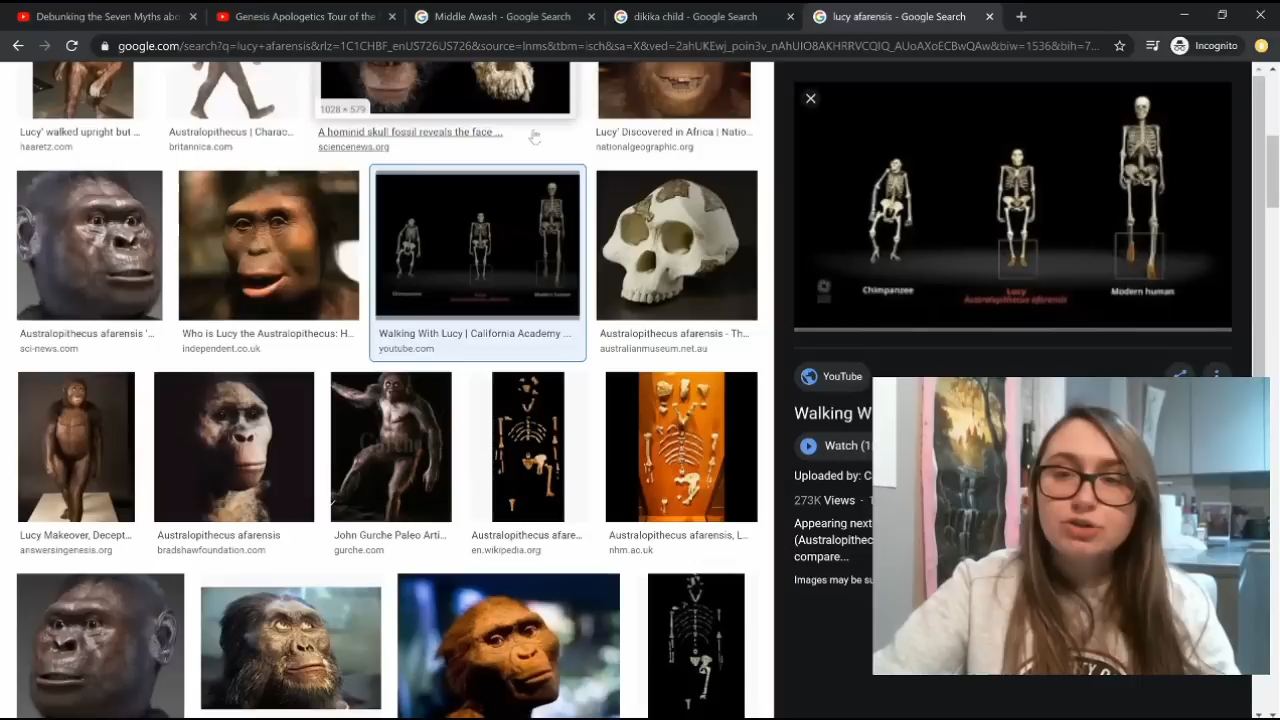 Debunking the Seven Myths abo
Genesis Apologetics Tour of the
Middle Awash - Google Search
dikika child - Google Search
lucy afarensis - Google Search
google.com/search?q=lucy+afarensis&rlz=1C1CHBF_enUS726US726&source=lnms&tbm=isch&sa=X&ved=2ahUKEwj_poin3v_nAhUIO8AKHRRVCQIQ_AUoAXoECBwQAw&biw=1536&bih=7...
Incognito
1028 × 579
Lucy' walked upright but ...
haaretz.com
Australopithecus | Charac...
britannica.com
A hominid skull fossil reveals the face ...
sciencenews.org
Lucy' Discovered in Africa | Natio...
nationalgeographic.org
Chimpanzee
Lucy
Australopithecus afarensis
Modern human
Australopithecus afarensis '...
sci-news.com
Who is Lucy the Australopithecus: H...
independent.co.uk
Chimpanzee
Modern human
Walking With Lucy | California Academy ...
youtube.com
Australopithecus afarensis - Th...
australianmuseum.net.au
YouTube
Walking W
Watch (1
Uploaded by: C
273K Views
Appearing next
(Australopithec
compare...
Images may be su
Lucy Makeover, Decept...
answersingenesis.org
Australopithecus afarensis
bradshawfoundation.com
John Gurche Paleo Arti...
gurche.com
Australopithecus afare...
en.wikipedia.org
Australopithecus afarensis, L...
nhm.ac.uk